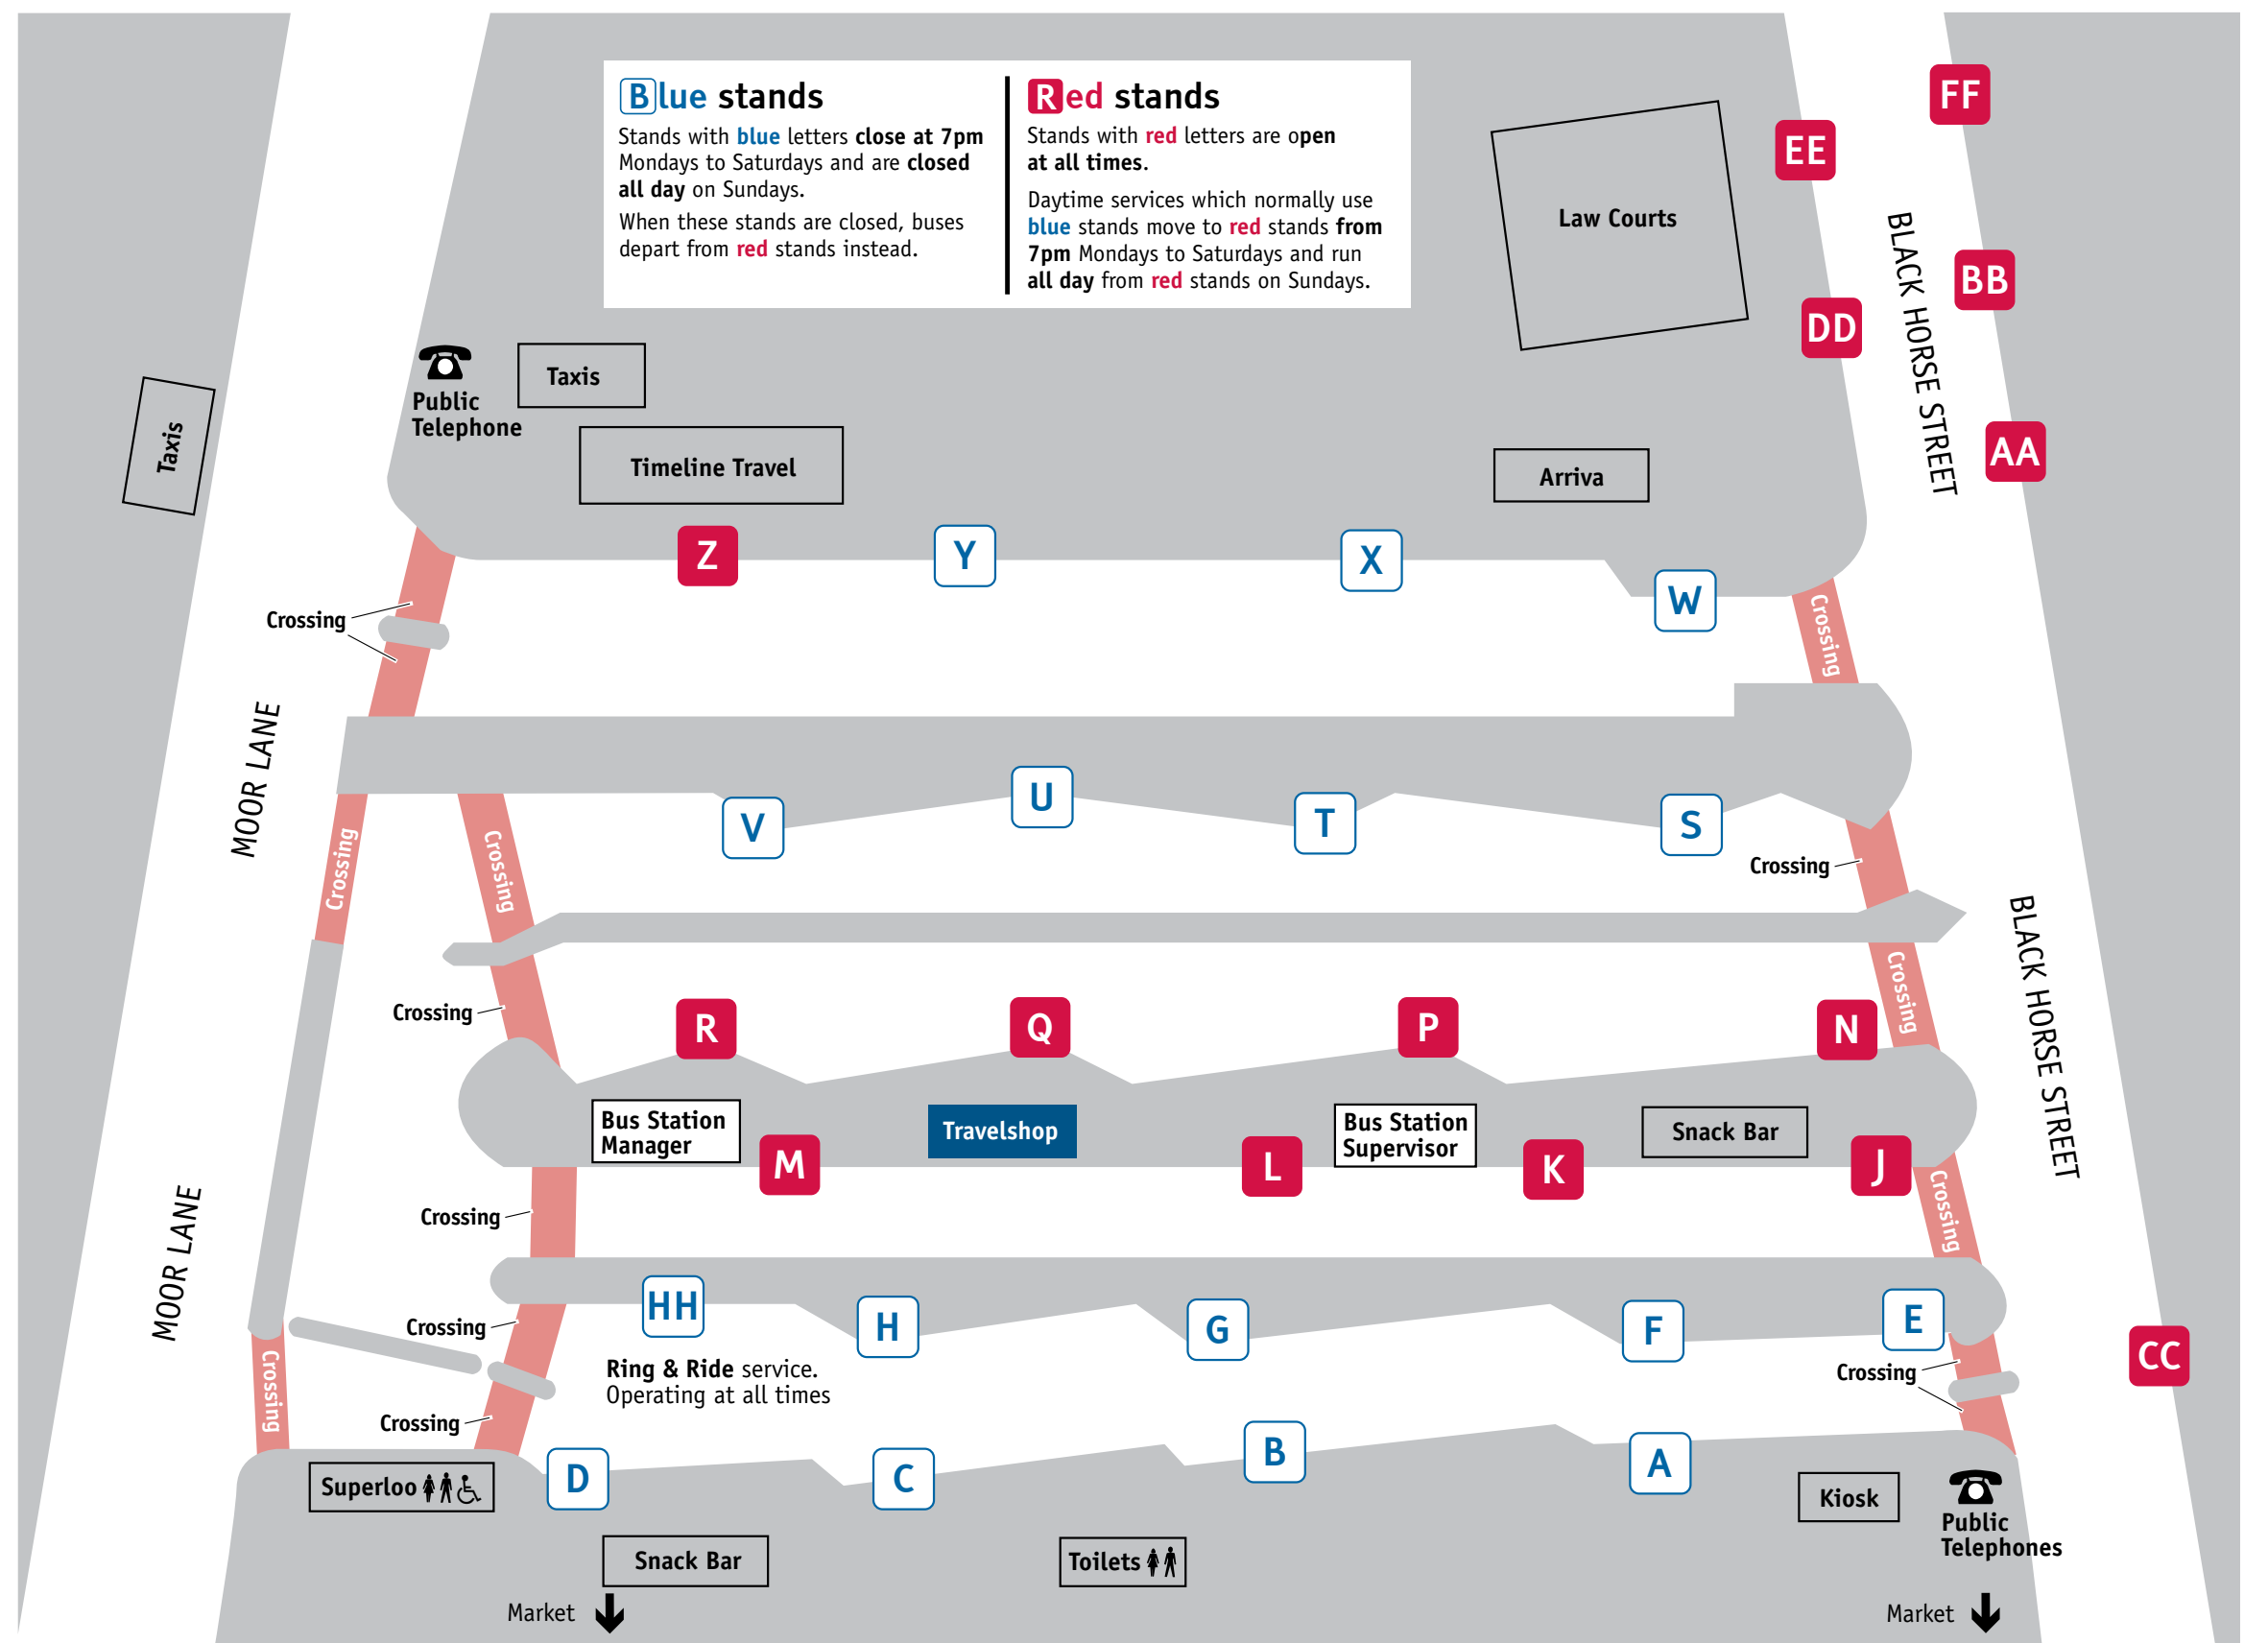 Blue stands
Stands with blue letters close at 7pm
Mondays to Saturdays and are closed
all day on Sundays.
When these stands are closed, buses
depart from red stands instead.
Red stands
Stands with red letters are open
at all times.
Daytime services which normally use
blue stands move to red stands from
7pm Mondays to Saturdays and run
all day from red stands on Sundays.
FF
EE
Law Courts
BLACK HORSE STREET
BB
DD
Public
Telephone
Taxis
Taxis
Timeline Travel
Arriva
AA
Z
Y
X
W
Crossing
Crossing
MOOR LANE
V
U
T
S
Crossing
Crossing
Crossing
BLACK HORSE STREET
Crossing
Crossing
R
Q
P
N
Bus Station
Manager
Travelshop
Bus Station
Supervisor
Snack Bar
M
L
K
J
Crossing
Crossing
MOOR LANE
HH
H
G
F
E
Crossing
Ring & Ride service.
Operating at all times
Crossing
CC
Crossing
Crossing
D
C
B
A
Superloo
Kiosk
Public
Telephones
Snack Bar
Toilets
Market
Market